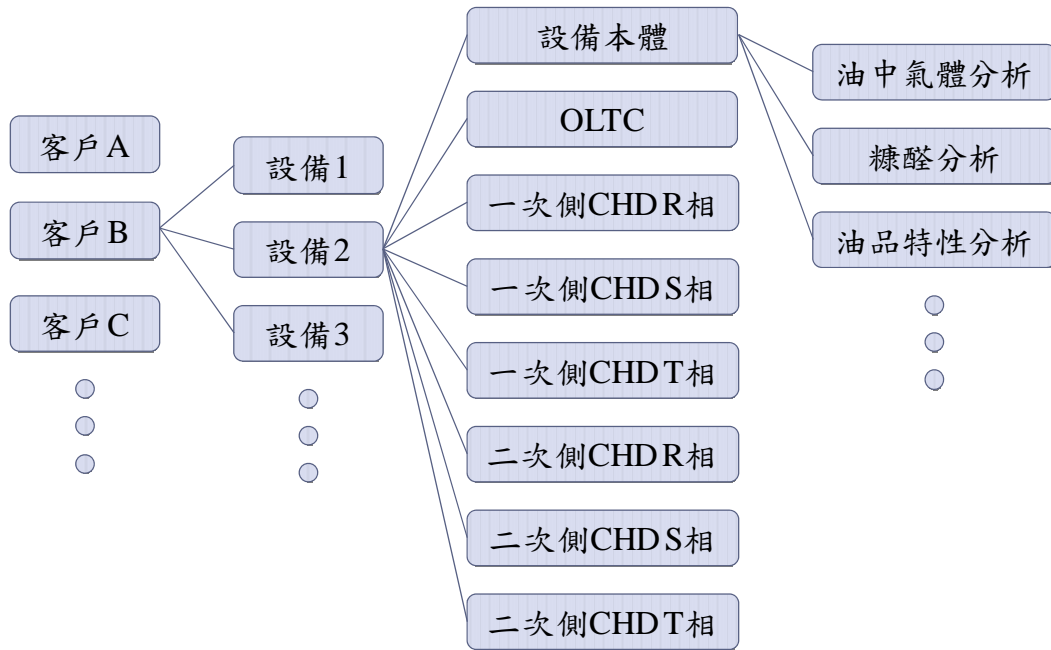 客戶A
客戶B
客戶C
設備1
設備2
設備3
設備本體
OLTC
一次側CHD R相
一次側CHD S相
一次側CHD T相
二次側CHD R相
二次側CHD S相
二次側CHD T相
油中氣體分析
糠醛分析
油品特性分析